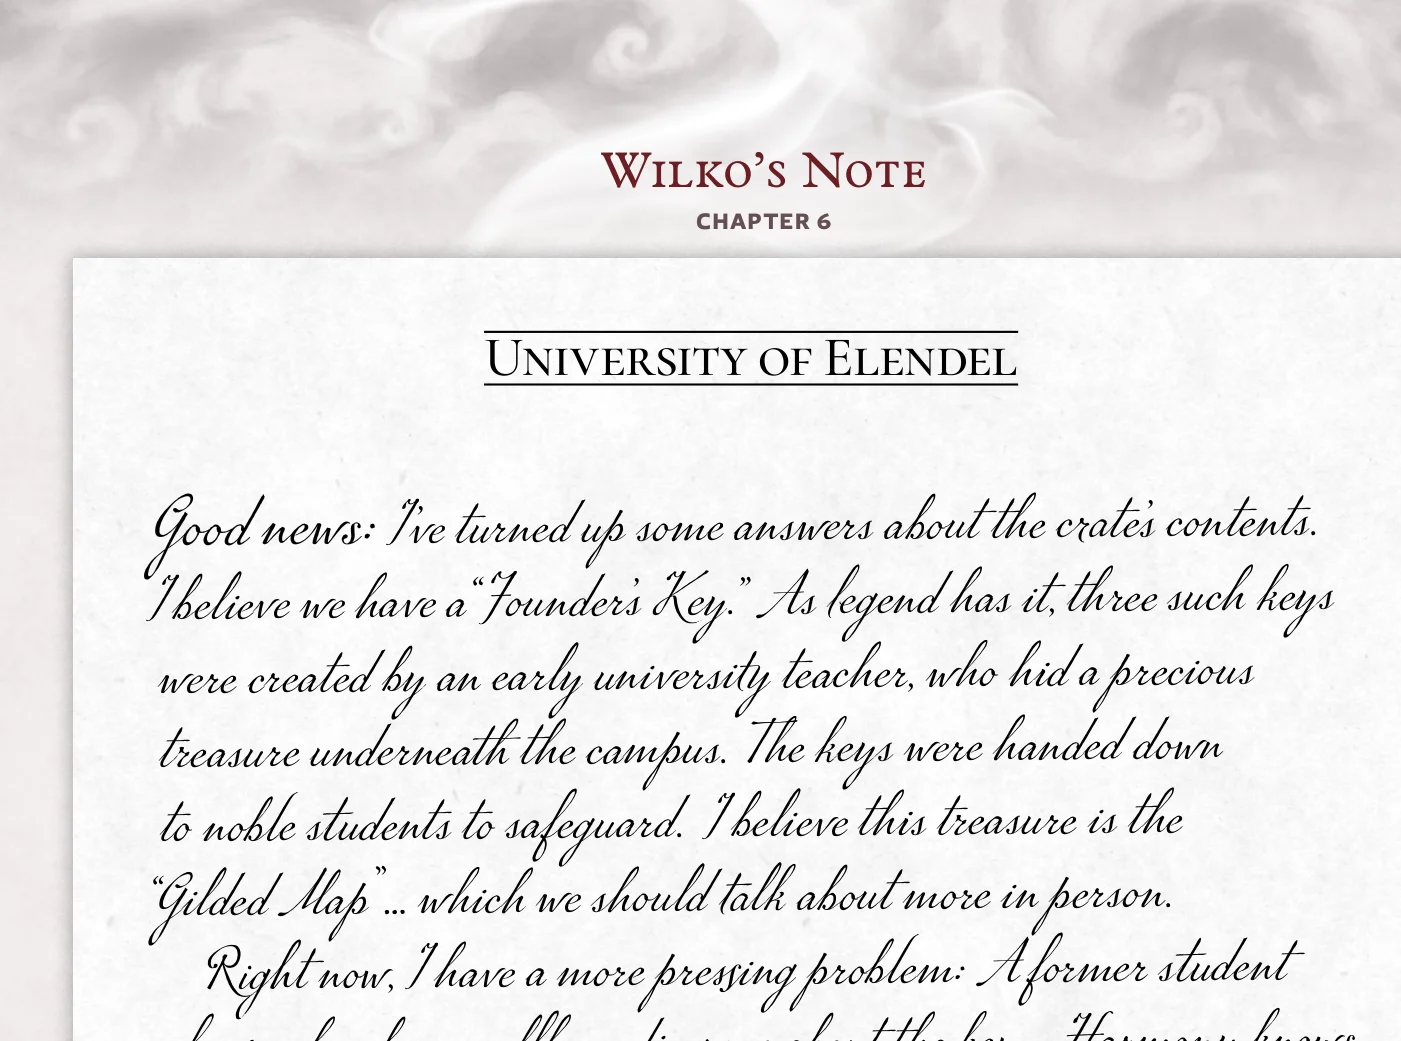 Wilko’s Note
CHAPTER 6
University of Elendel
Good news: I’ve turned up some answers about the crate’s contents.
I believe we have a “Founder’s Key.” As legend has it, three such keys
were created by an early university teacher, who hid a precious
treasure underneath the campus. The keys were handed down
to noble students to safeguard. I believe this treasure is the
“Gilded Map”... which we should talk about more in person.
Right now, I have a more pressing problem: A former student
Harmony knows